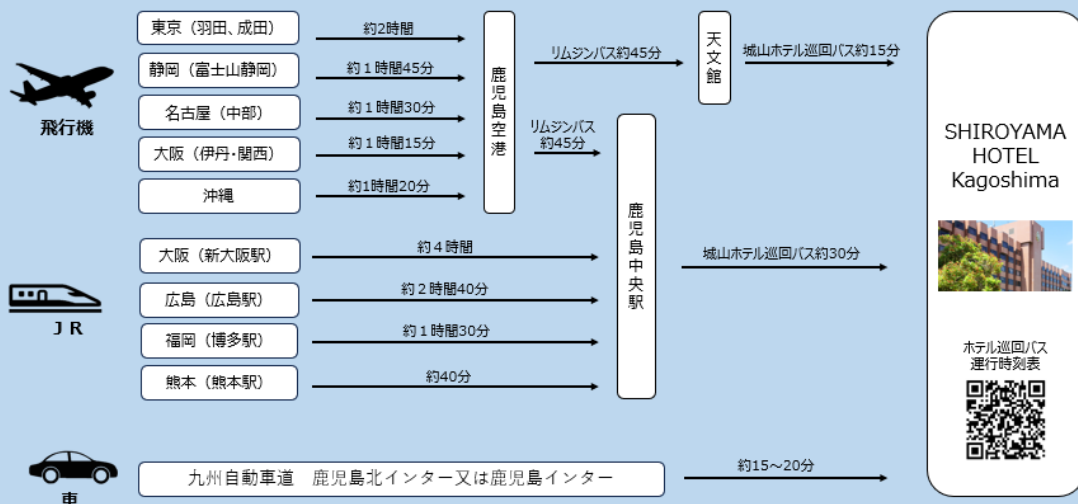 東京（羽田、成田）
約2時間
静岡（富士山静岡）
約１時間45分
名古屋（中部）
約１時間30分
大阪（伊丹・関西）
約１時間15分
沖縄
約1時間20分
飛行機
鹿児島空港
リムジンバス約45分
天文館
城山ホテル巡回バス約15分
リムジンバス
約45分
鹿児島中央駅
大阪（新大阪駅）
約４時間
広島（広島駅）
約２時間40分
福岡（博多駅）
約１時間30分
熊本（熊本駅）
約40分
ＪＲ
城山ホテル巡回バス約30分
車
九州自動車道　鹿児島北インター又は鹿児島インター
約15～20分
SHIROYAMA
HOTEL
Kagoshima
ホテル巡回バス
運行時刻表